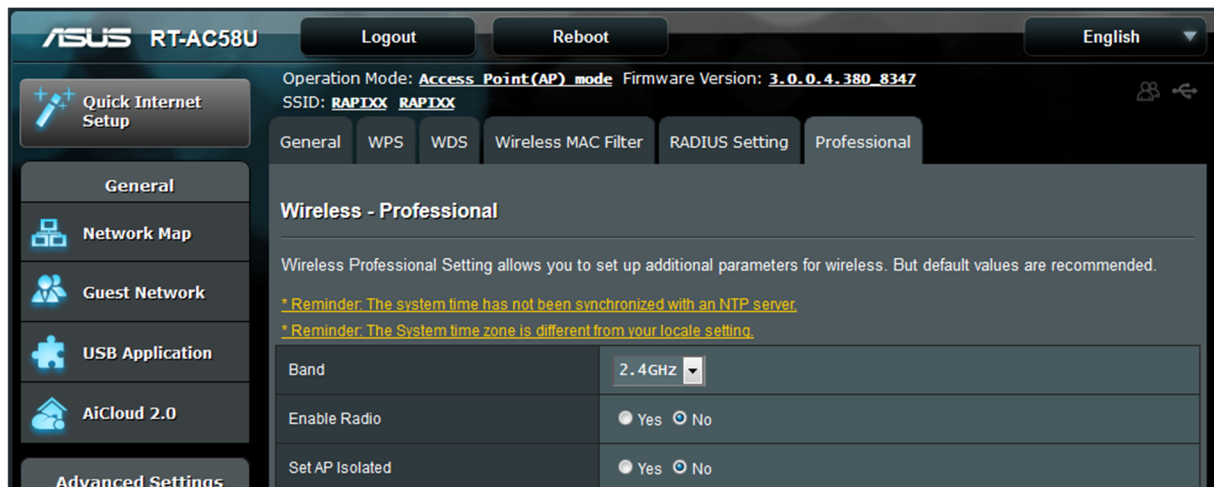 ASUS RT-AC58U Logout Reboot English
Operation Mode: Access Point(AP) mode Firmware Version: 3.0.0.4.380_8347
SSID: RAPIXX RAPIXX
Quick Internet
Setup
General WPS WDS Wireless MAC Filter RADIUS Setting Professional
General
Network Map
Guest Network
USB Application
AiCloud 2.0
Advanced Settings
Wireless - Professional
Wireless Professional Setting allows you to set up additional parameters for wireless. But default values are recommended.
* Reminder: The system time has not been synchronized with an NTP server.
* Reminder: The System time zone is different from your locale setting.
Band 2.4GHz
Enable Radio Yes No
Set AP Isolated Yes No